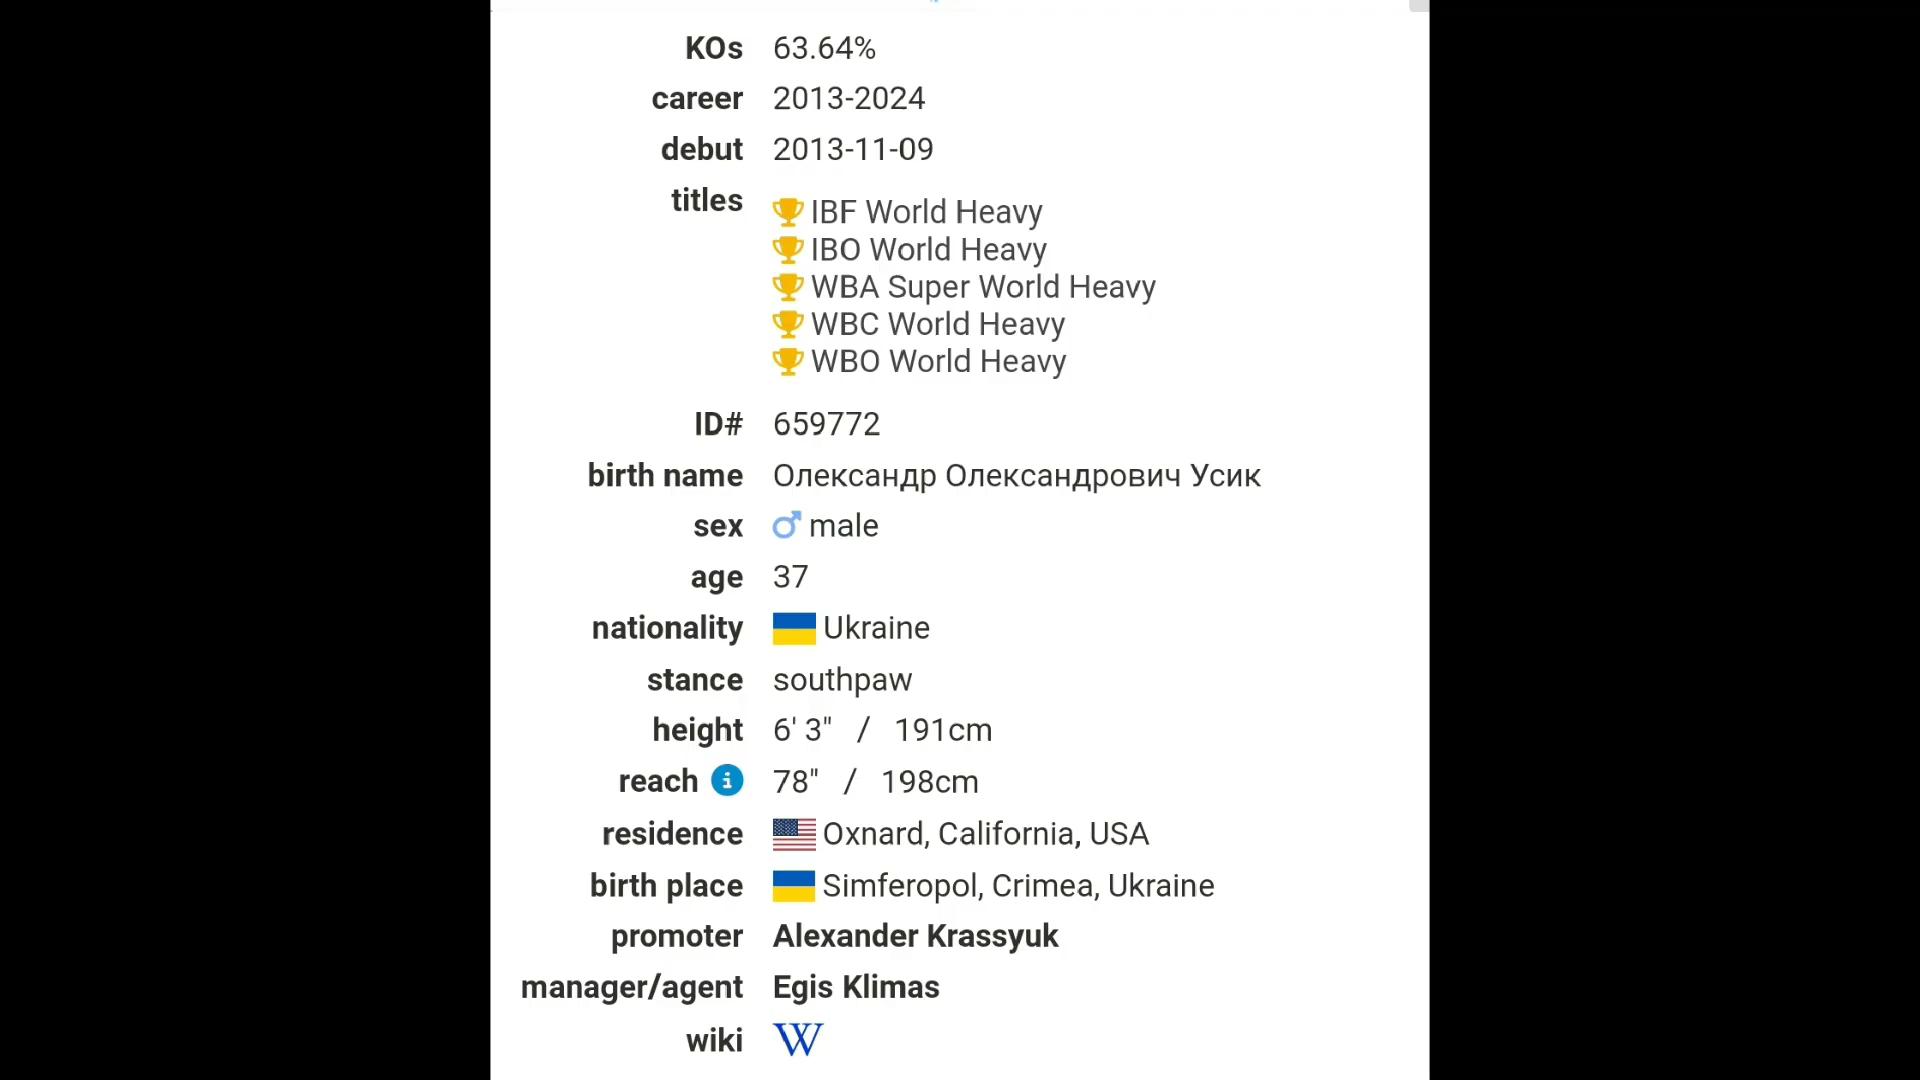 KOs 63.64%
career 2013-2024
debut 2013-11-09
titles IBF World Heavy
IBO World Heavy
WBA Super World Heavy
WBC World Heavy
WBO World Heavy
ID# 659772
birth name Олександр Олександрович Усик
sex male
age 37
nationality Ukraine
stance southpaw
height 6' 3" / 191cm
reach i 78" / 198cm
residence Oxnard, California, USA
birth place Simferopol, Crimea, Ukraine
promoter Alexander Krassyuk
manager/agent Egis Klimas
wiki W